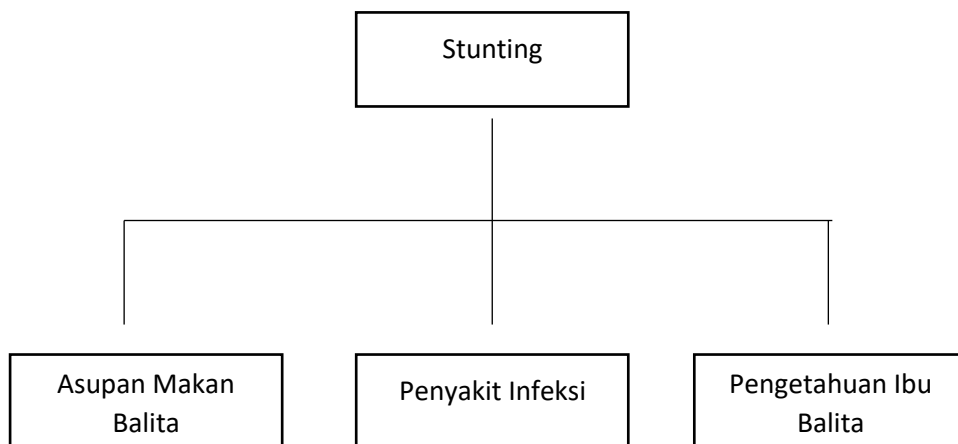 Stunting
Asupan Makan
Balita
Penyakit Infeksi
Pengetahuan Ibu
Balita